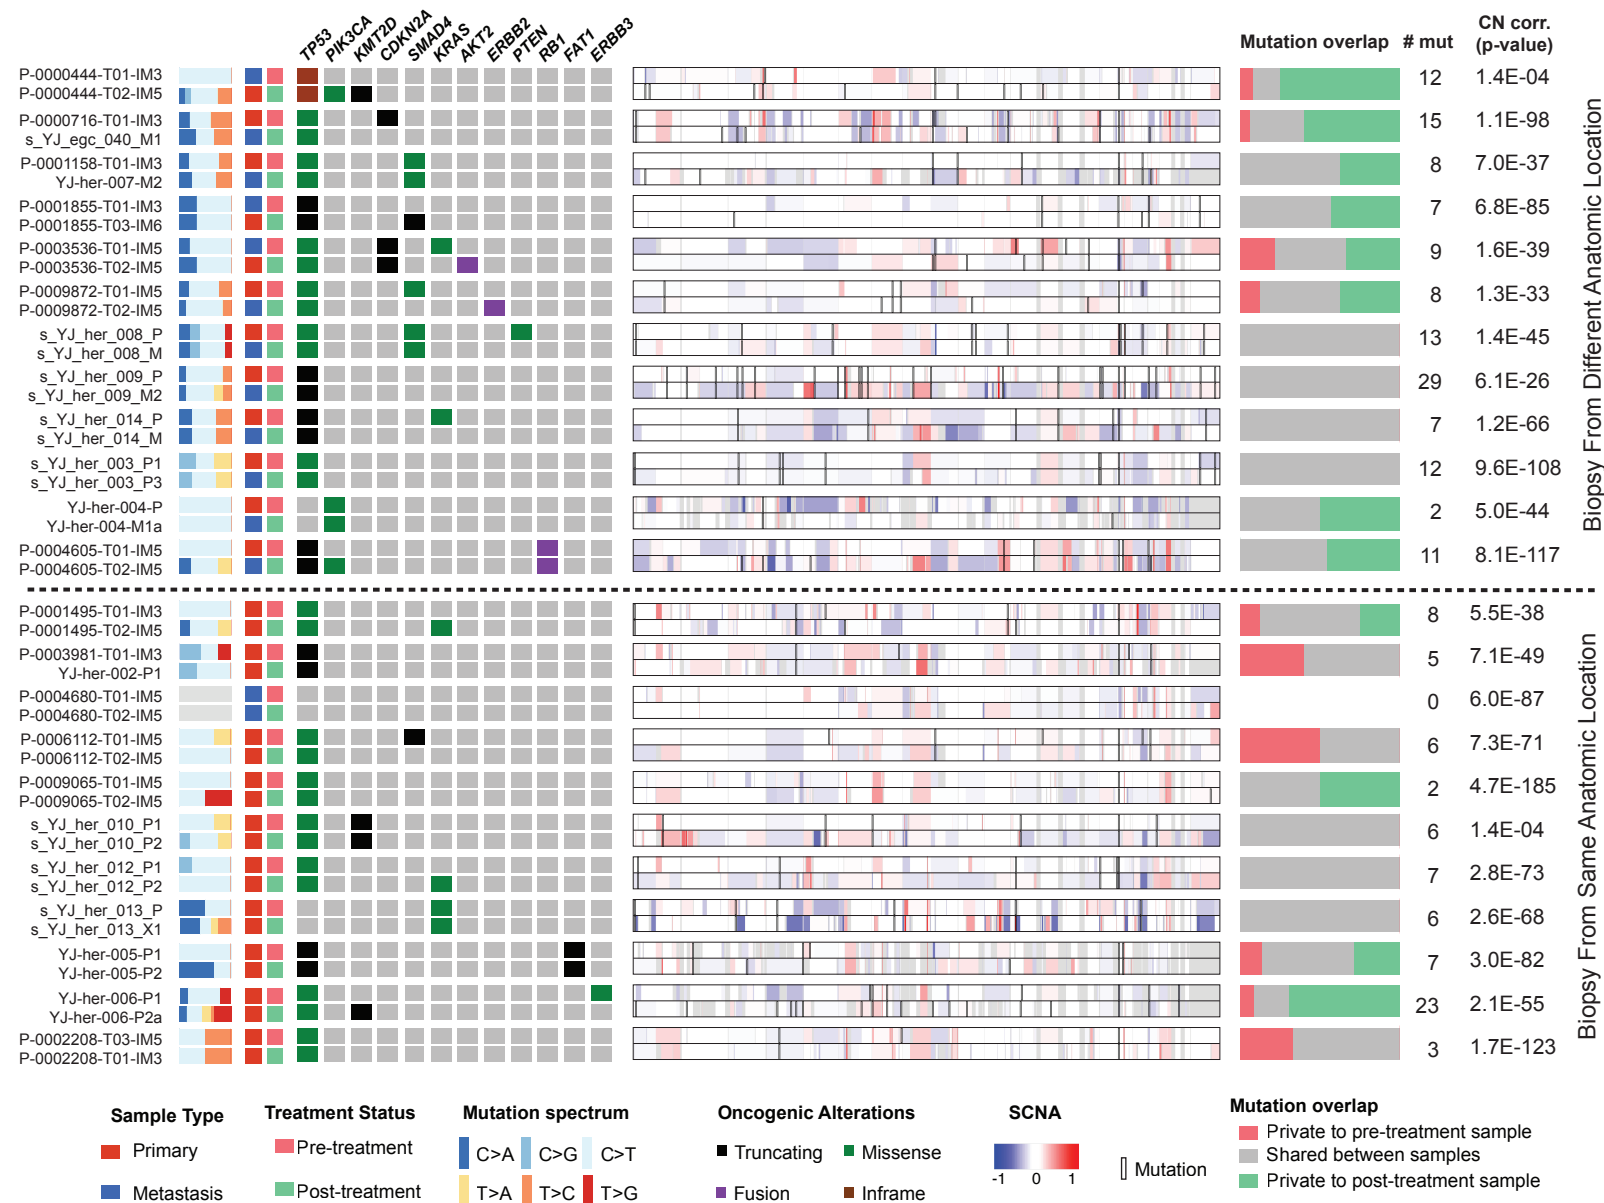 TP53 PIK3CA KMT2D CDKN2A SMAD4 KRAS AKT2 ERBB2 PTEN RB1 FAT1 ERBB3
Mutation overlap # mut CN corr.
(p-value)
P-0000444-T01-IM3
P-0000444-T02-IM5
12 1.4E-04
P-0000716-T01-IM3
s_YJ_egc_040_M1
15 1.1E-98
P-0001158-T01-IM3
YJ-her-007-M2
8 7.0E-37
P-0001855-T01-IM3
P-0001855-T03-IM6
7 6.8E-85
P-0003536-T01-IM5
P-0003536-T02-IM5
9 1.6E-39
P-0009872-T01-IM5
P-0009872-T02-IM5
8 1.3E-33
s_YJ_her_008_P
s_YJ_her_008_M
13 1.4E-45
s_YJ_her_009_P
s_YJ_her_009_M2
29 6.1E-26
s_YJ_her_014_P
s_YJ_her_014_M
7 1.2E-66
s_YJ_her_003_P1
s_YJ_her_003_P3
12 9.6E-108
YJ-her-004-P
YJ-her-004-M1a
2 5.0E-44
P-0004605-T01-IM5
P-0004605-T02-IM5
11 8.1E-117
Biopsy From Different Anatomic Location
P-0001495-T01-IM3
P-0001495-T02-IM5
8 5.5E-38
P-0003981-T01-IM3
YJ-her-002-P1
5 7.1E-49
P-0004680-T01-IM5
P-0004680-T02-IM5
0 6.0E-87
P-0006112-T01-IM5
P-0006112-T02-IM5
6 7.3E-71
P-0009065-T01-IM5
P-0009065-T02-IM5
2 4.7E-185
s_YJ_her_010_P1
s_YJ_her_010_P2
6 1.4E-04
s_YJ_her_012_P1
s_YJ_her_012_P2
7 2.8E-73
s_YJ_her_013_P
s_YJ_her_013_X1
6 2.6E-68
YJ-her-005-P1
YJ-her-005-P2
7 3.0E-82
YJ-her-006-P1
YJ-her-006-P2a
23 2.1E-55
P-0002208-T03-IM5
P-0002208-T01-IM3
3 1.7E-123
Biopsy From Same Anatomic Location
Sample Type
Primary
Metastasis
Treatment Status
Pre-treatment
Post-treatment
Mutation spectrum
C>A C>G C>T
T>A T>C T>G
Oncogenic Alterations
Truncating Missense
Fusion Inframe
SCNA
-1 0 1
Mutation
Mutation overlap
Private to pre-treatment sample
Shared between samples
Private to post-treatment sample